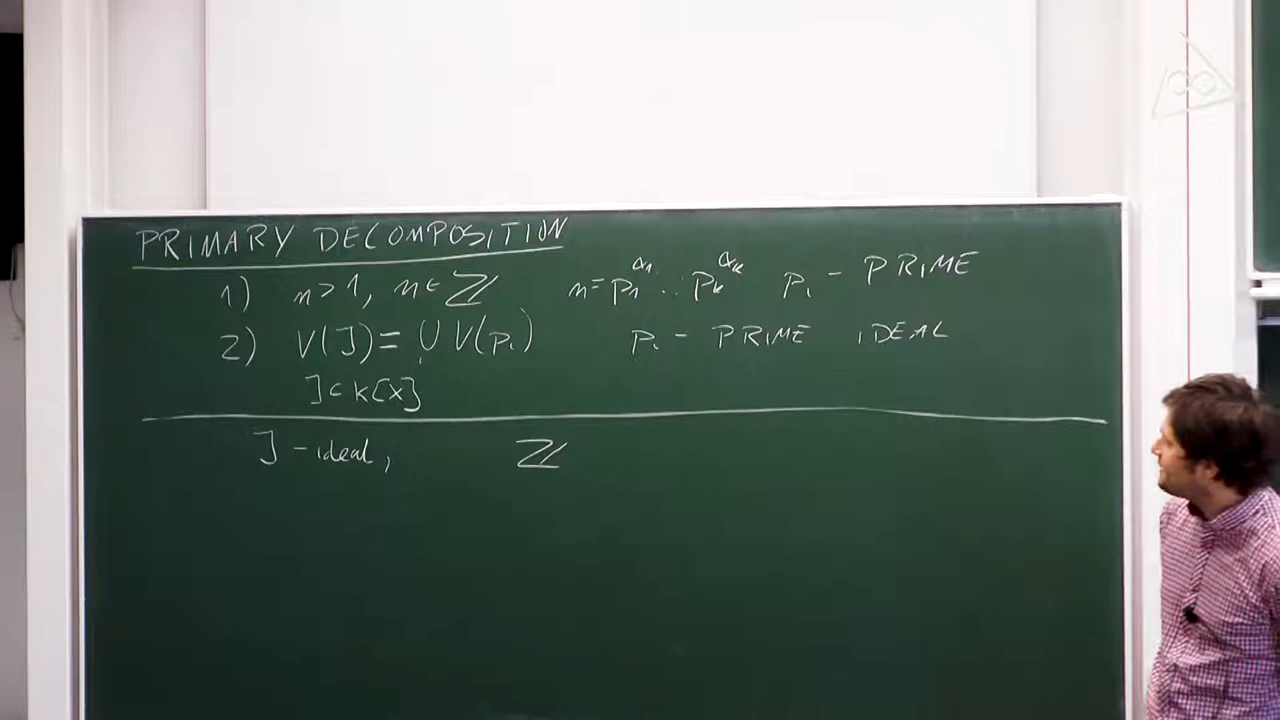 PRIMARY DECOMPOSITION
1) n>1, n∈ℤ n=p₁^α₁...pₖ^αₖ pᵢ - PRIME
2) V(J)=∪V(pᵢ) pᵢ - PRIME IDEAL
J⊂k[x]
J-ideal, ℤ